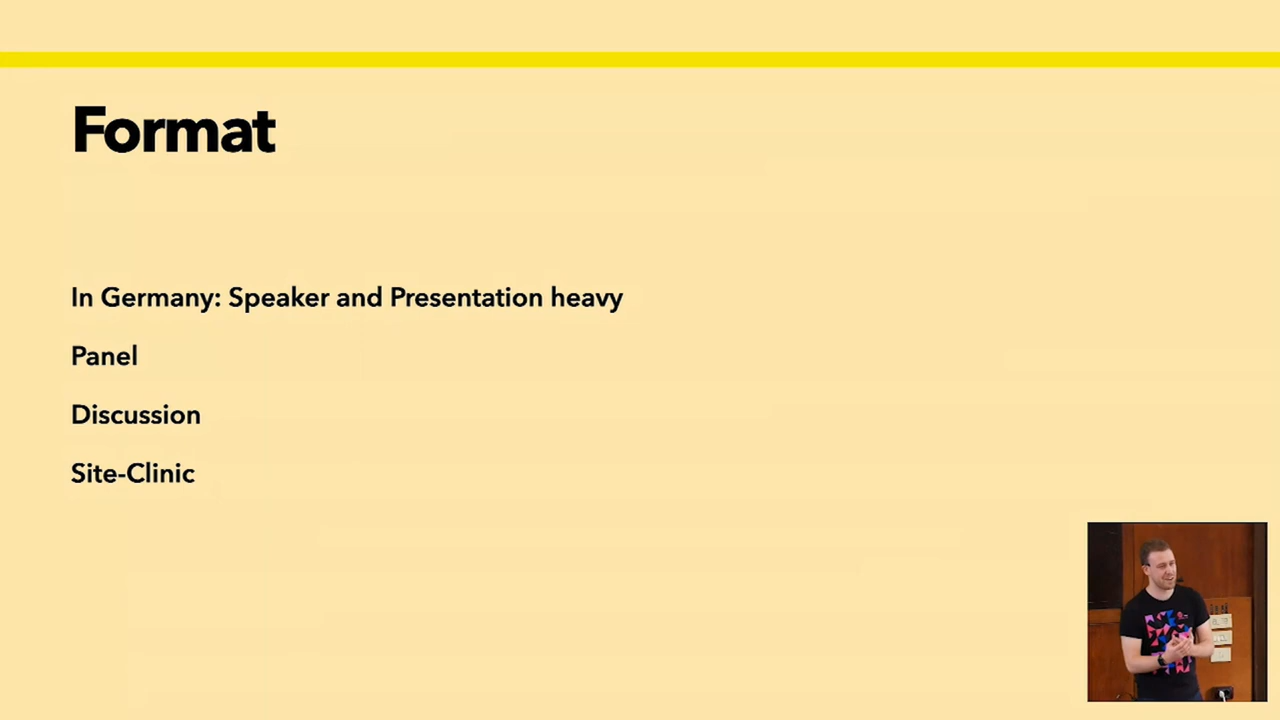 Format
In Germany: Speaker and Presentation heavy
Panel
Discussion
Site-Clinic